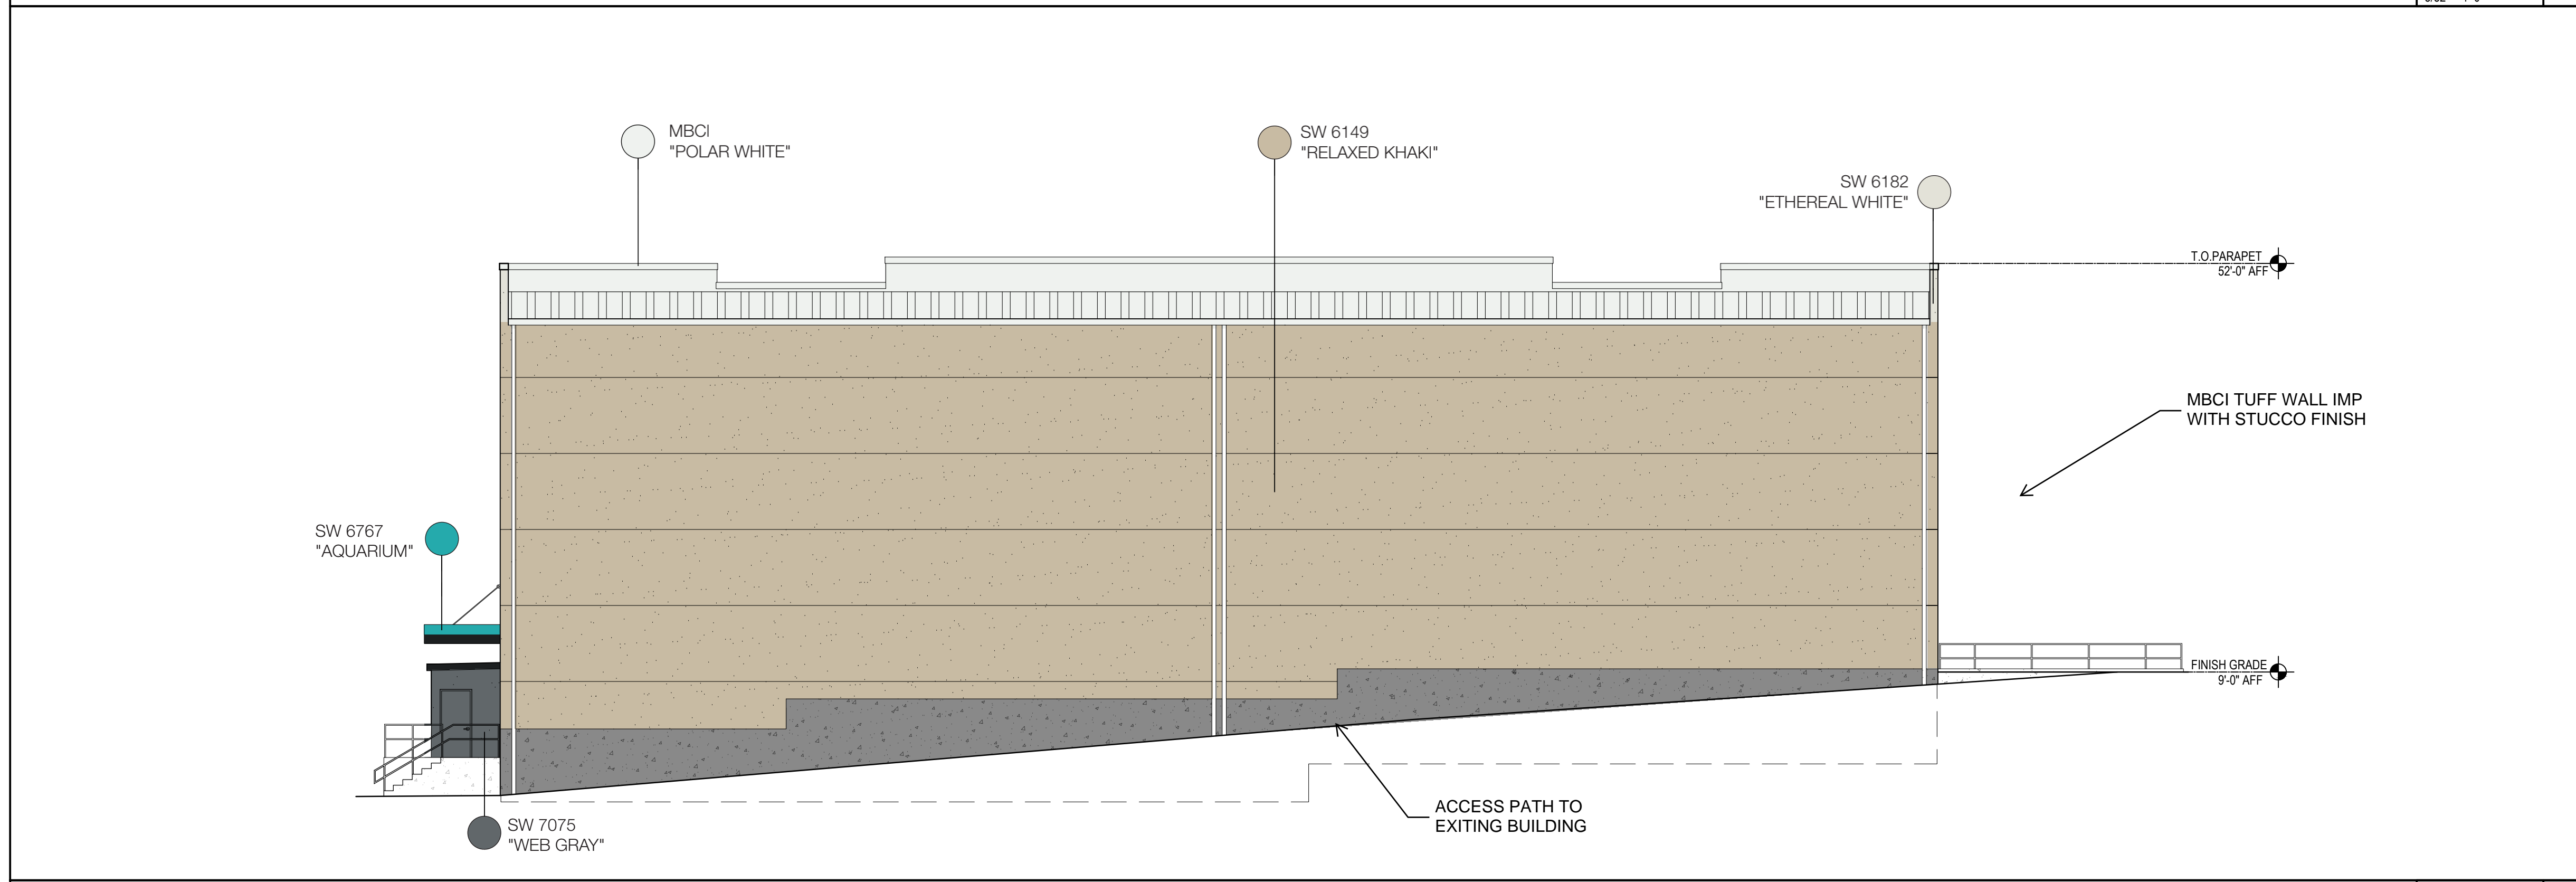 MBCI
"POLAR WHITE"
SW 6149
"RELAXED KHAKI"
SW 6182
"ETHEREAL WHITE"
T.O.PARAPET
52'-0" AFF
MBCI TUFF WALL IMP
WITH STUCCO FINISH
SW 6767
"AQUARIUM"
FINISH GRADE
9'-0" AFF
ACCESS PATH TO
EXITING BUILDING
SW 7075
"WEB GRAY"